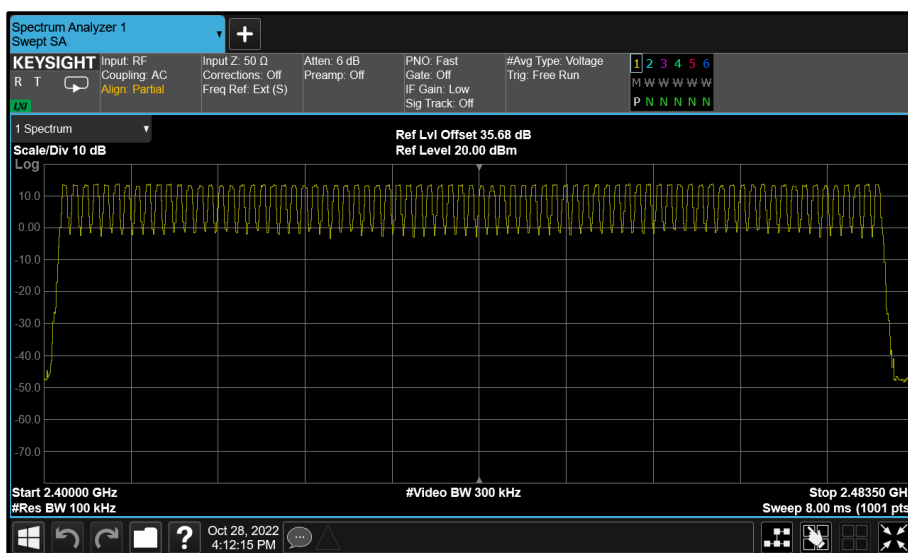 Spectrum Analyzer 1
Swept SA
KEYSIGHT
R T
LXI
Input: RF
Coupling: AC
Align: Partial
Input Z: 50 Ω
Corrections: Off
Freq Ref: Ext (S)
Atten: 6 dB
Preamp: Off
PNO: Fast
Gate: Off
IF Gain: Low
Sig Track: Off
#Avg Type: Voltage
Trig: Free Run
1 2 3 4 5 6
M W W W W W
P N N N N N
1 Spectrum
Scale/Div 10 dB
Ref Lvl Offset 35.68 dB
Ref Level 20.00 dBm
Log
10.0
0.00
-10.0
-20.0
-30.0
-40.0
-50.0
-60.0
-70.0
Start 2.40000 GHz
#Res BW 100 kHz
#Video BW 300 kHz
Stop 2.48350 GH
Sweep 8.00 ms (1001 pts
?
Oct 28, 2022
4:12:15 PM